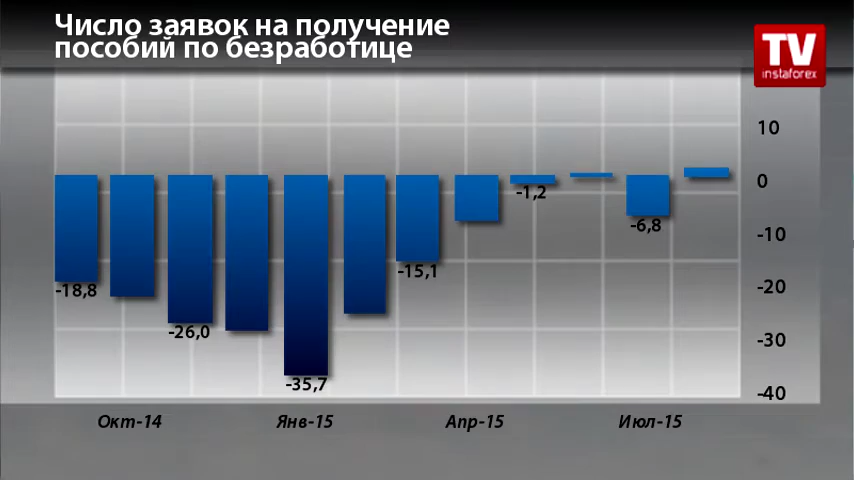 Число заявок на получение
пособий по безработице
TV
instaforex
10
0
-10
-20
-30
-40
-18,8
-26,0
-35,7
-15,1
-1,2
-6,8
Окт-14
Янв-15
Апр-15
Июл-15